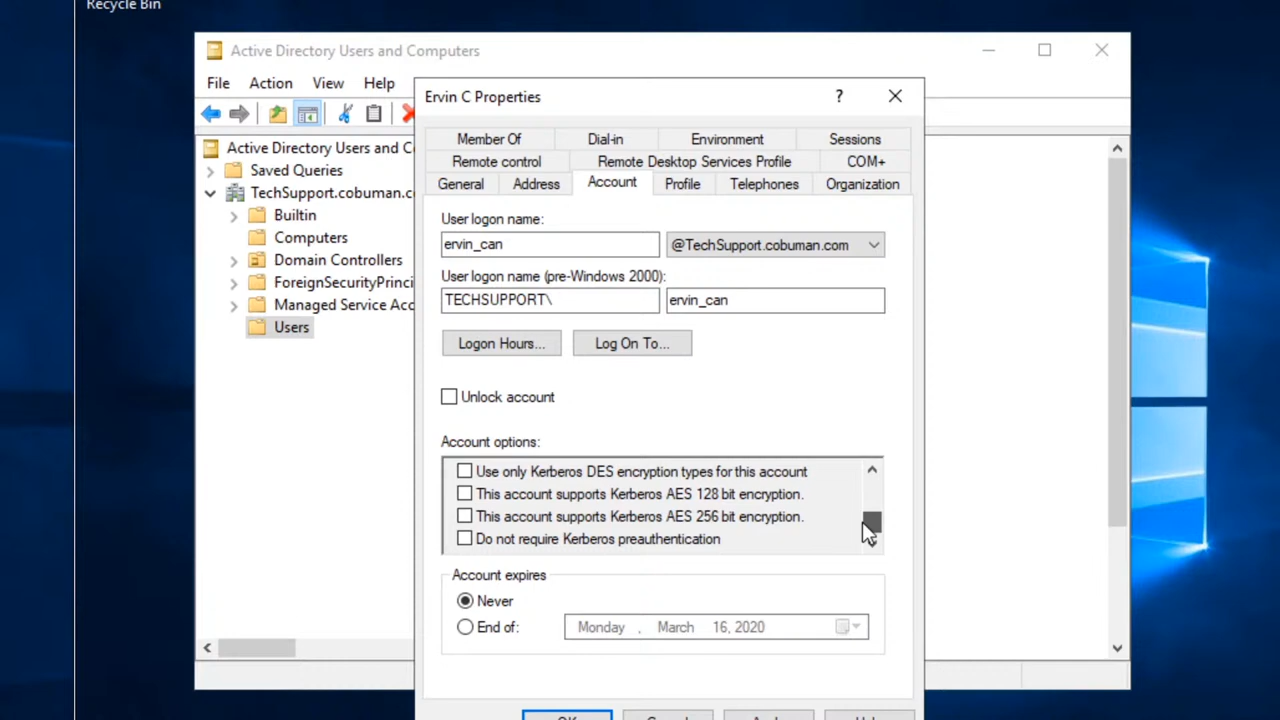 Recycle Bin
Active Directory Users and Computers
File Action View Help
Ervin C Properties
?
Active Directory Users and C
Saved Queries
TechSupport.cobuman.c
Builtin
Computers
Domain Controllers
ForeignSecurityPrinci
Managed Service Acc
Users
Member Of Dial-in Environment Sessions
Remote control Remote Desktop Services Profile COM+
General Address Account Profile Telephones Organization
User logon name:
ervin_can @TechSupport.cobuman.com
User logon name (pre-Windows 2000):
TECHSUPPORT\ ervin_can
Logon Hours... Log On To...
Unlock account
Account options:
Use only Kerberos DES encryption types for this account
This account supports Kerberos AES 128 bit encryption.
This account supports Kerberos AES 256 bit encryption.
Do not require Kerberos preauthentication
Account expires
Never
End of: Monday , March 16, 2020